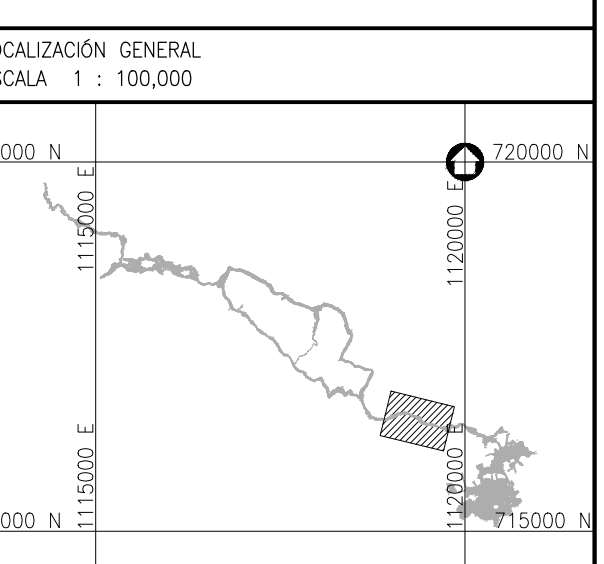 OCALIZACIÓN GENERAL
SCALA 1 : 100,000
000 N
720000 N
1115000 E
1120000 E
1115000 E
1120000 E
000 N
715000 N